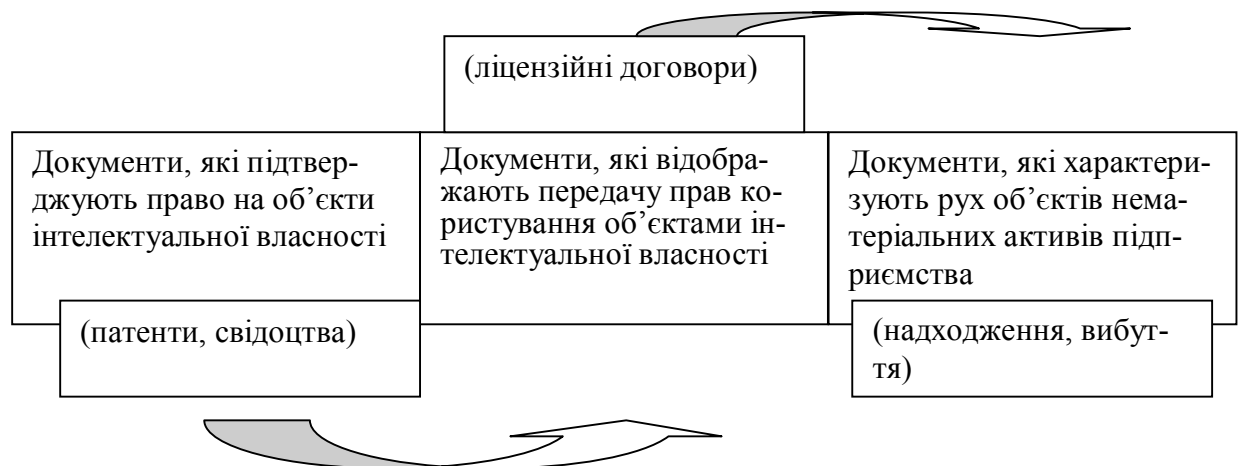 (ліцензійні договори)
Документи, які підтвер-
джують право на об’єкти
інтелектуальної власності
Документи, які відобра-
жають передачу прав ко-
ристування об’єктами ін-
телектуальної власності
Документи, які характери-
зують рух об’єктів нема-
теріальних активів підп-
риємства
(патенти, свідоцтва)
(надходження, вибут-
тя)